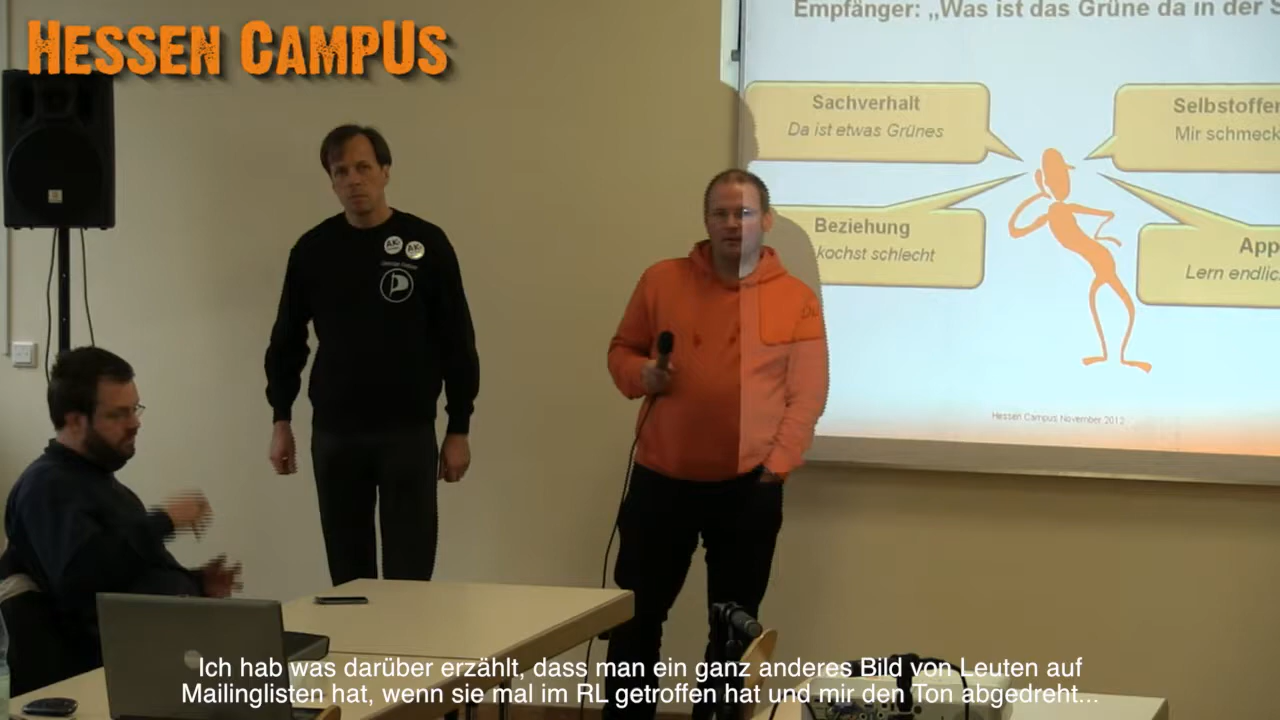 HESSEN CAMPUS
Empfänger: „Was ist das Grüne da in der S
Sachverhalt
Da ist etwas Grünes
Selbstoffen
Mir schmeck
Beziehung
kochst schlecht
App
Lern endlic
Hessen Campus November 2012
AK
AK
Ich hab was darüber erzählt, dass man ein ganz anderes Bild von Leuten auf
Mailinglisten hat, wenn sie mal im RL getroffen hat und mir den Ton abgedreht...